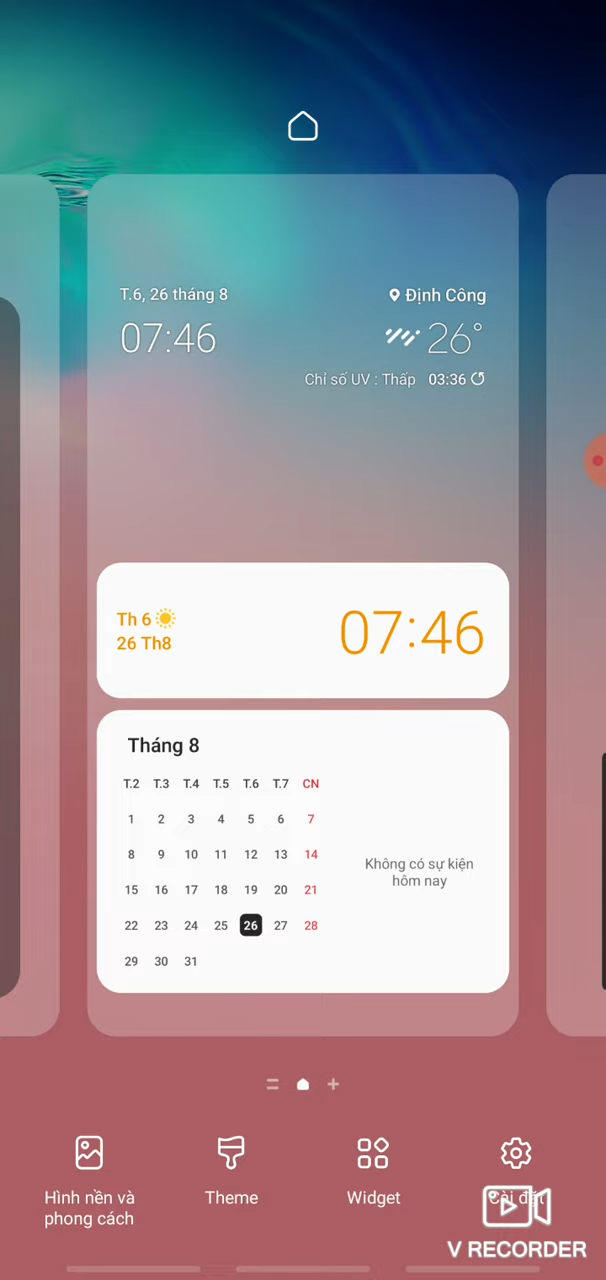 T.6, 26 tháng 8
Định Công
07:46
26°
Chỉ số UV : Thấp 03:36
Th 6
26 Th8
07:46
Tháng 8
T.2 T.3 T.4 T.5 T.6 T.7 CN
1 2 3 4 5 6 7
8 9 10 11 12 13 14
15 16 17 18 19 20 21
22 23 24 25 26 27 28
29 30 31
Không có sự kiện
hôm nay
Hình nền và
phong cách
Theme
Widget
Cài đặt
V RECORDER